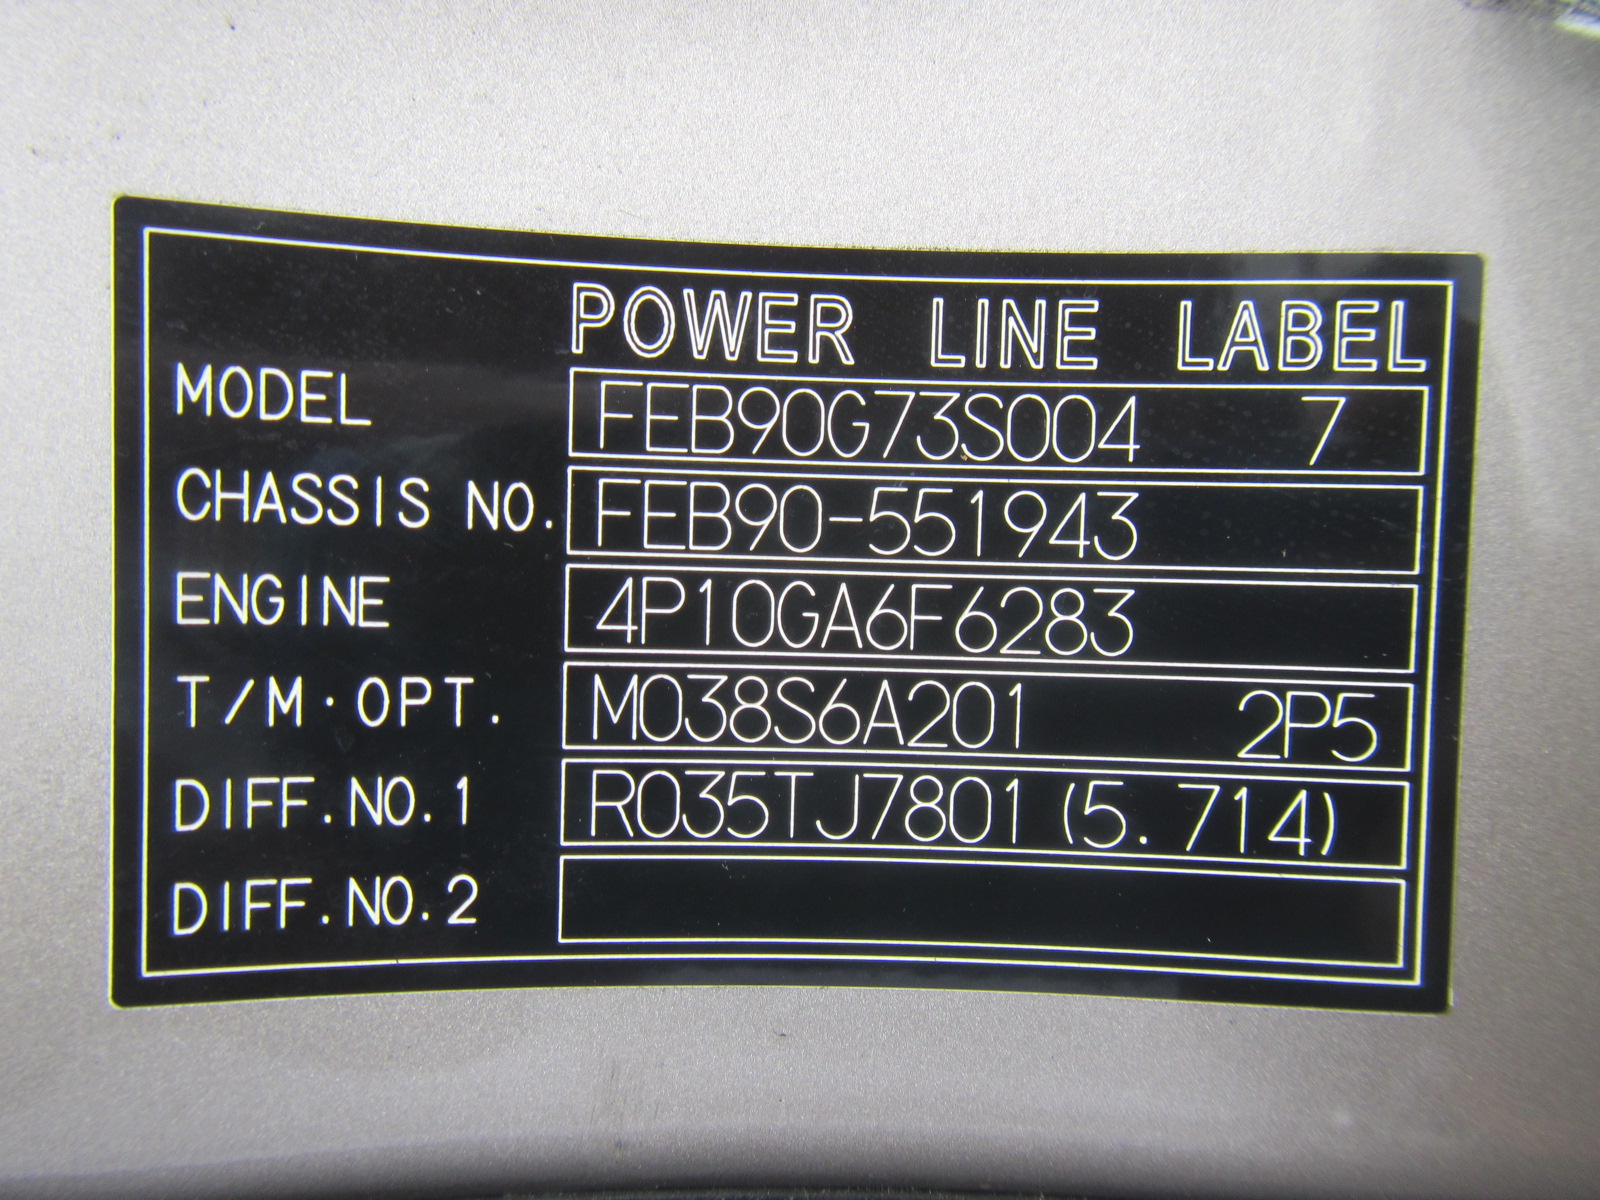 POWER LINE LABEL
MODEL FEB90G73S004 7
CHASSIS NO. FEB90-551943
ENGINE 4P10GA6F6283
T/M·OPT. M038S6A201 2P5
DIFF.NO.1 R035TJ7801(5.714)
DIFF.NO.2